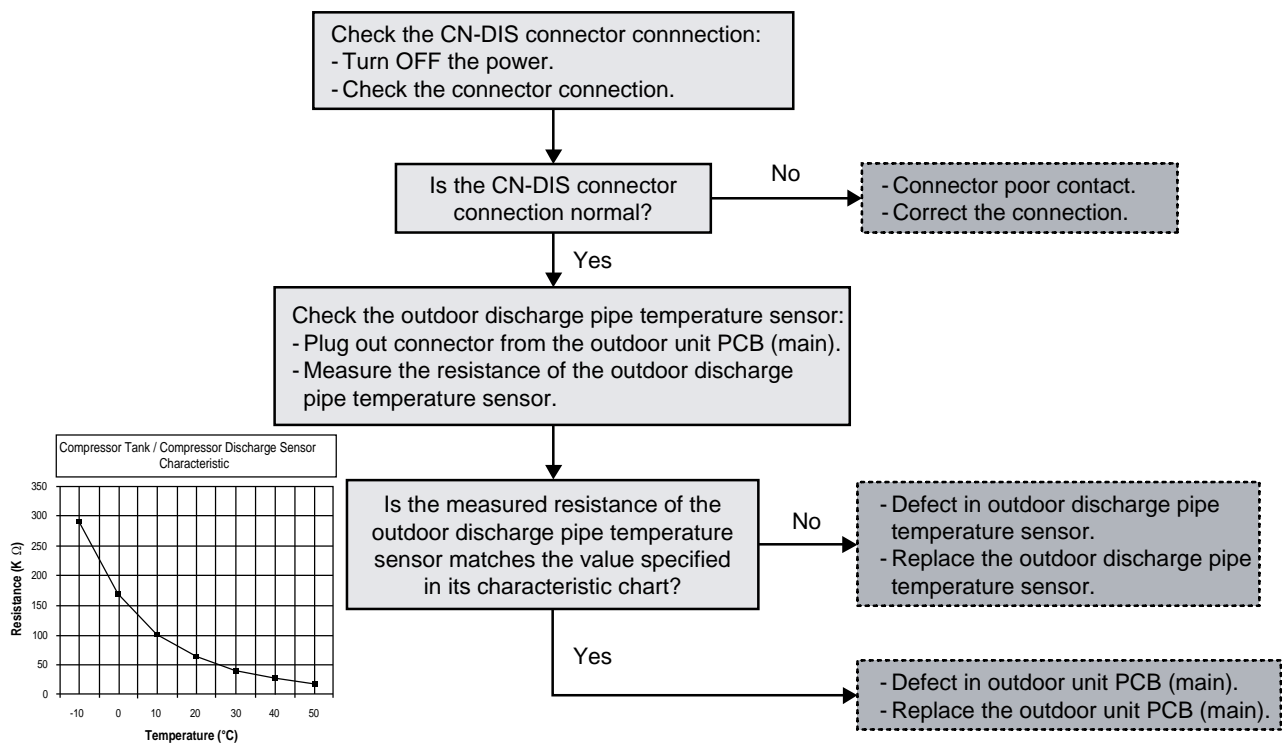 Check the CN-DIS connector connnection:
- Turn OFF the power.
- Check the connector connection.
Is the CN-DIS connector
connection normal?
No
- Connector poor contact.
- Correct the connection.
Yes
Check the outdoor discharge pipe temperature sensor:
- Plug out connector from the outdoor unit PCB (main).
- Measure the resistance of the outdoor discharge
pipe temperature sensor.
Compressor Tank / Compressor Discharge Sensor
Characteristic
350
300
250
200
150
100
50
0
Resistance (K Ω)
-10 0 10 20 30 40 50
Temperature (°C)
Is the measured resistance of the
outdoor discharge pipe temperature
sensor matches the value specified
in its characteristic chart?
No
- Defect in outdoor discharge pipe
temperature sensor.
- Replace the outdoor discharge pipe
temperature sensor.
Yes
- Defect in outdoor unit PCB (main).
- Replace the outdoor unit PCB (main).